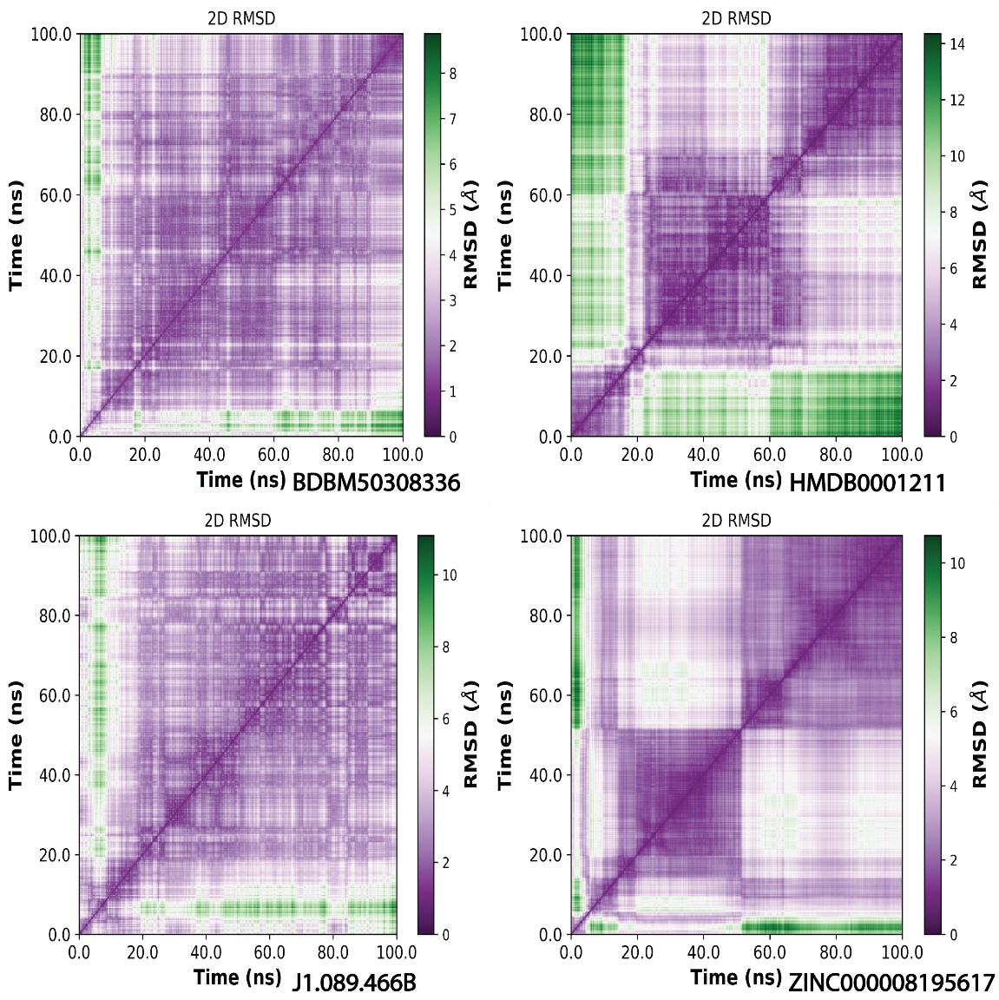 2D RMSD
100.0
80.0
60.0
40.0
20.0
0.0
Time (ns)
0.0 20.0 40.0 60.0 80.0 100.0
Time (ns) BDBM50308336
8
7
6
5
4
3
2
1
0
RMSD (Å)
2D RMSD
100.0
80.0
60.0
40.0
20.0
0.0
Time (ns)
0.0 20.0 40.0 60.0 80.0 100.0
Time (ns) HMDB0001211
14
12
10
8
6
4
2
0
RMSD (Å)
2D RMSD
100.0
80.0
60.0
40.0
20.0
0.0
Time (ns)
0.0 20.0 40.0 60.0 80.0 100.0
Time (ns) J1.089.466B
10
8
6
4
2
0
RMSD (Å)
2D RMSD
100.0
80.0
60.0
40.0
20.0
0.0
Time (ns)
0.0 20.0 40.0 60.0 80.0 100.0
Time (ns) ZINC000008195617
10
8
6
4
2
0
RMSD (Å)